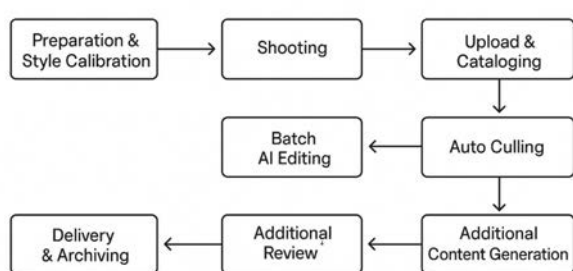 Preparation &
Style Calibration
Shooting
Upload &
Cataloging
Batch
AI Editing
Auto Culling
Delivery
& Archiving
Additional
Review
Additional
Content Generation